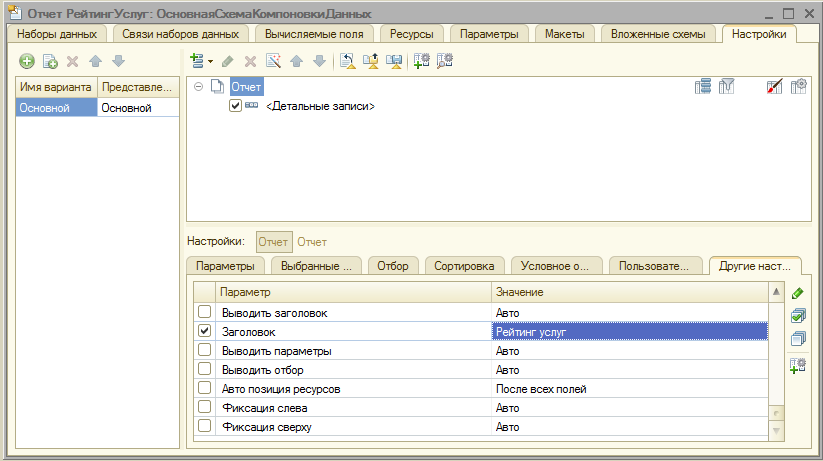 Отчет РейтингУслуг: ОсновнаяСхемаКомпоновкиДанных
Наборы данных Связи наборов данных Вычисляемые поля Ресурсы Параметры Макеты Вложенные схемы Настройки
Имя варианта Представле...
Основной Основной
Отчет
<Детальные записи>
Настройки: Отчет Отчет
Параметры Выбранные ... Отбор Сортировка Условное о... Пользовате... Другие наст...
Параметр Значение
Выводить заголовок Авто
Заголовок Рейтинг услуг
Выводить параметры Авто
Выводить отбор Авто
Авто позиция ресурсов После всех полей
Фиксация слева Авто
Фиксация сверху Авто